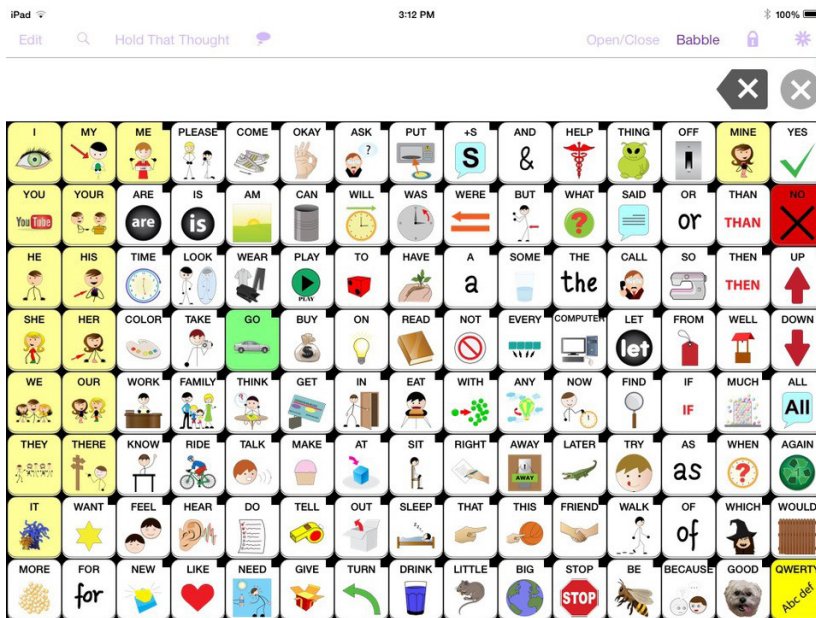 iPad 3:12 PM 100%
Edit Hold That Thought Open/Close Babble
I MY ME PLEASE COME OKAY ASK PUT +S AND HELP THING OFF MINE YES
? S &
YOU YOUR ARE IS AM CAN WILL WAS WERE BUT WHAT SAID OR THAN NO
You Tube are is ? or THAN
HE HIS TIME LOOK WEAR PLAY TO HAVE A SOME THE CALL SO THEN UP
PLAY a the THEN
SHE HER COLOR TAKE GO BUY ON READ NOT EVERY COMPUTER LET FROM WELL DOWN
$ let
WE OUR WORK FAMILY THINK GET IN EAT WITH ANY NOW FIND IF MUCH ALL
IF All
THEY THERE KNOW RIDE TALK MAKE AT SIT RIGHT AWAY LATER TRY AS WHEN AGAIN
AWAY as ?
IT WANT FEEL HEAR DO TELL OUT SLEEP THAT THIS FRIEND WALK OF WHICH WOULD
of
MORE FOR NEW LIKE NEED GIVE TURN DRINK LITTLE BIG STOP BE BECAUSE GOOD QWERTY
for STOP Abc def